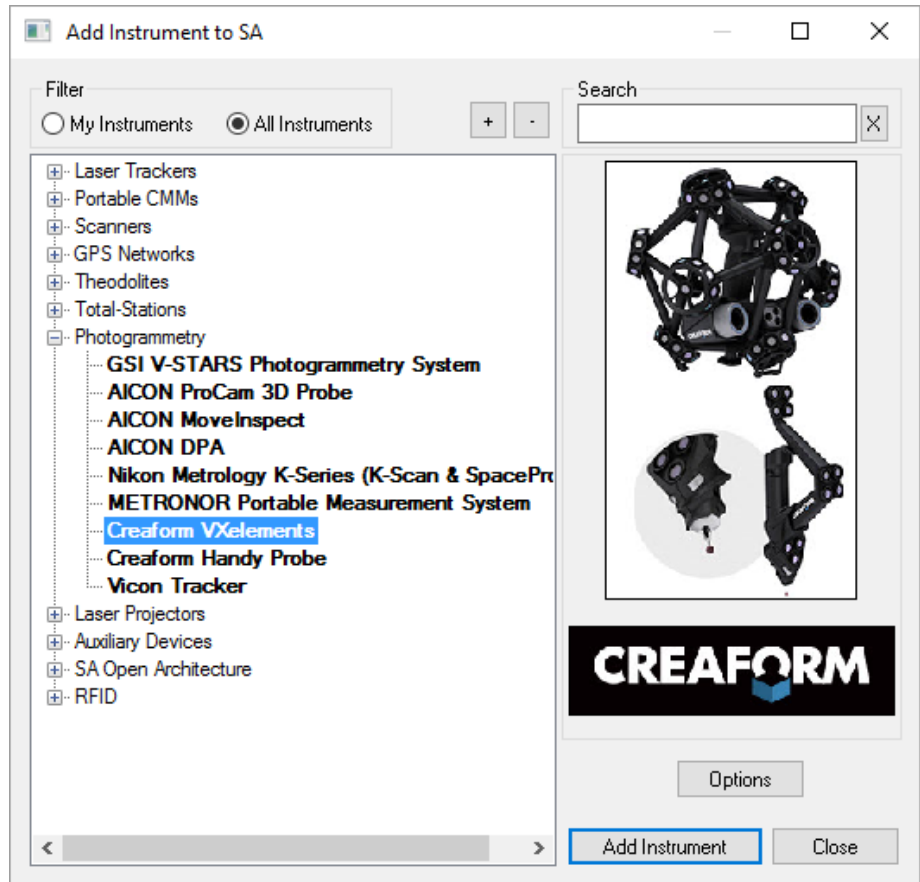 Add Instrument to SA
Filter
My Instruments
All Instruments
+
-
Search
X
Laser Trackers
Portable CMMs
Scanners
GPS Networks
Theodolites
Total-Stations
Photogrammetry
GSI V-STARS Photogrammetry System
AICON ProCam 3D Probe
AICON MoveInspect
AICON DPA
Nikon Metrology K-Series (K-Scan & SpacePro
METRONOR Portable Measurement System
Creaform VXelements
Creaform Handy Probe
Vicon Tracker
Laser Projectors
Auxiliary Devices
SA Open Architecture
RFID
CREAFORM
CREAFORM
Options
Add Instrument
Close